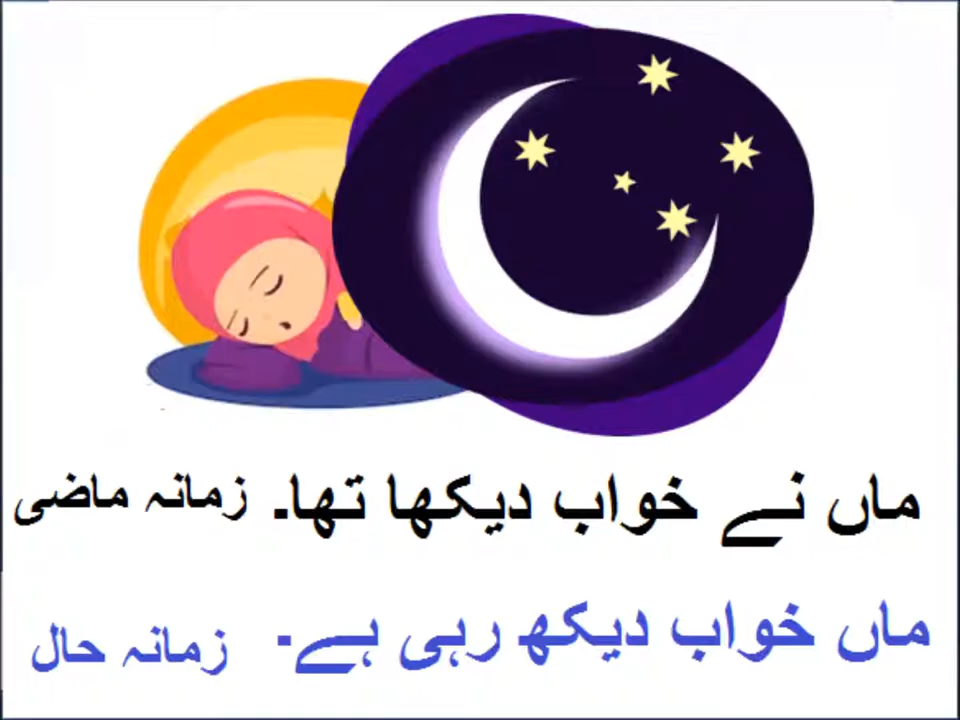 ماں نے خواب دیکھا تھا۔ زمانہ ماضی
ماں خواب دیکھ رہی ہے۔ زمانہ حال